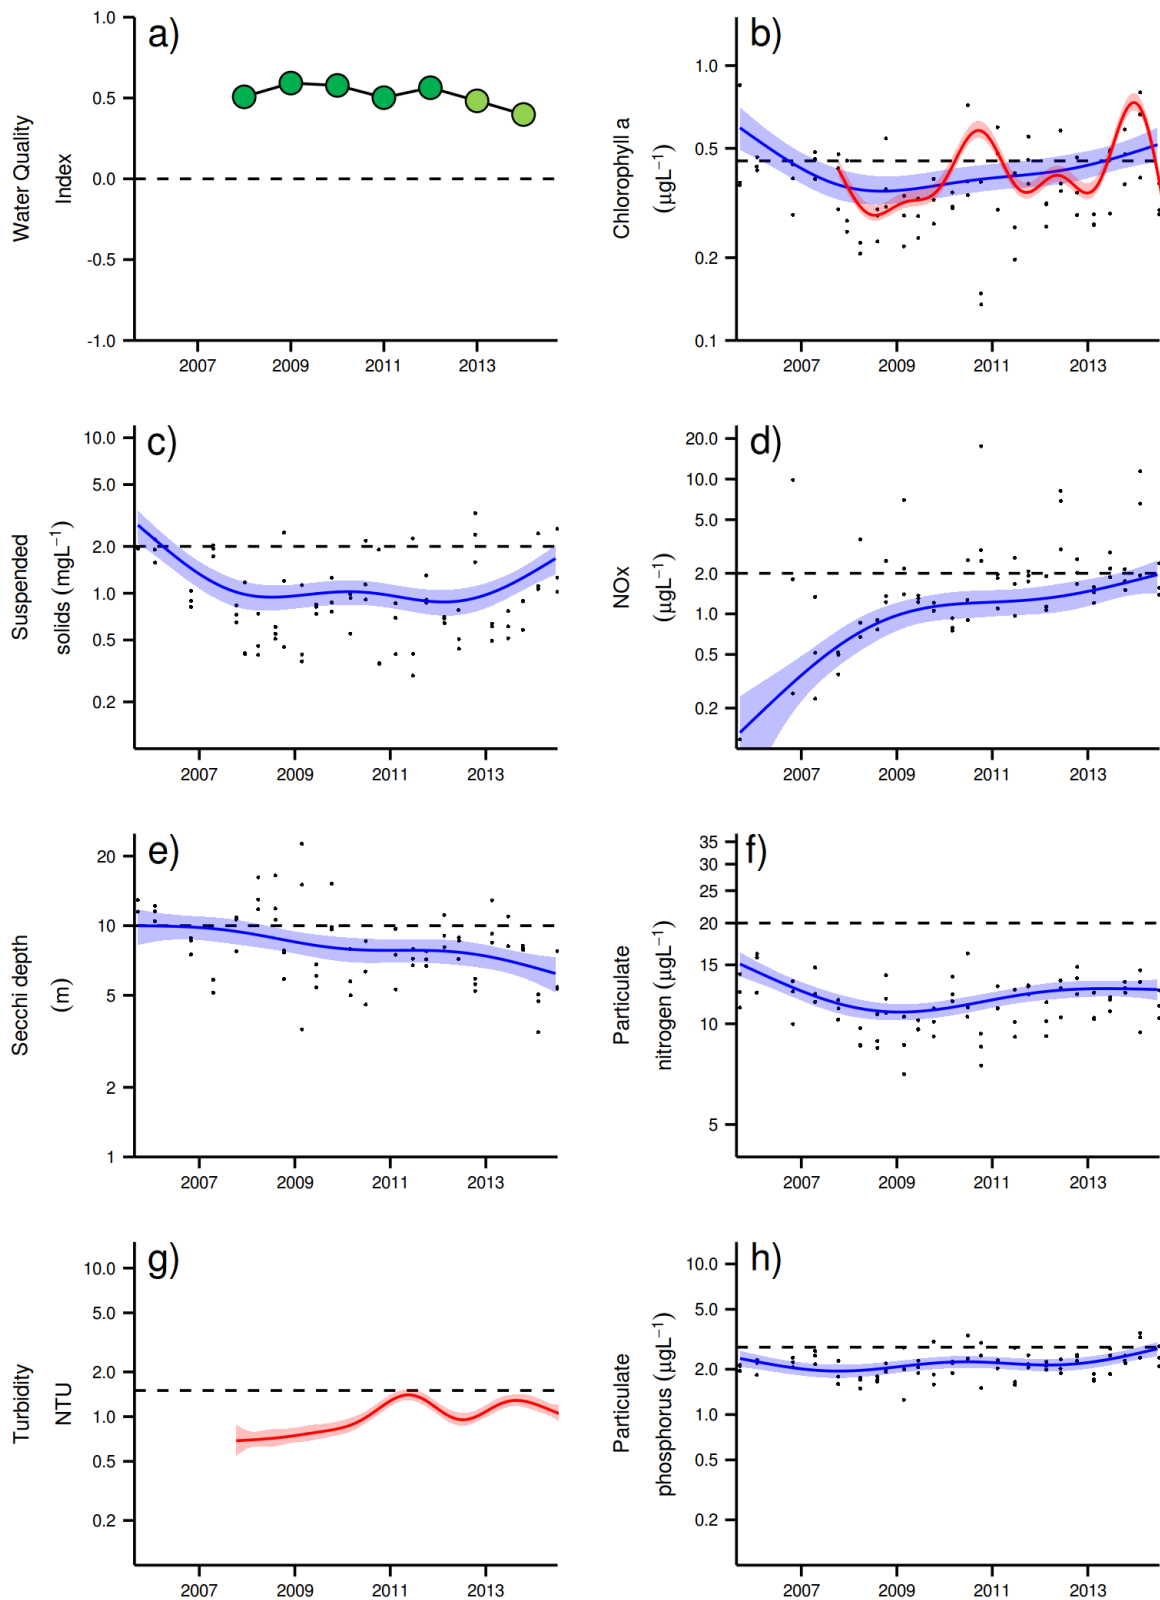 a)
Water Quality
Index
1.0
0.5
0.0
-0.5
-1.0
2007 2009 2011 2013
b)
Chlorophyll a
(µgL⁻¹)
1.0
0.5
0.2
0.1
2007 2009 2011 2013
c)
Suspended
solids (mgL⁻¹)
10.0
5.0
2.0
1.0
0.5
0.2
2007 2009 2011 2013
d)
NOx
(µgL⁻¹)
20.0
10.0
5.0
2.0
1.0
0.5
0.2
2007 2009 2011 2013
e)
Secchi depth
(m)
20
10
5
2
1
2007 2009 2011 2013
f)
Particulate
nitrogen (µgL⁻¹)
35
30
25
20
15
10
5
2007 2009 2011 2013
g)
Turbidity
NTU
10.0
5.0
2.0
1.0
0.5
0.2
2007 2009 2011 2013
h)
Particulate
phosphorus (µgL⁻¹)
10.0
5.0
2.0
1.0
0.5
0.2
2007 2009 2011 2013